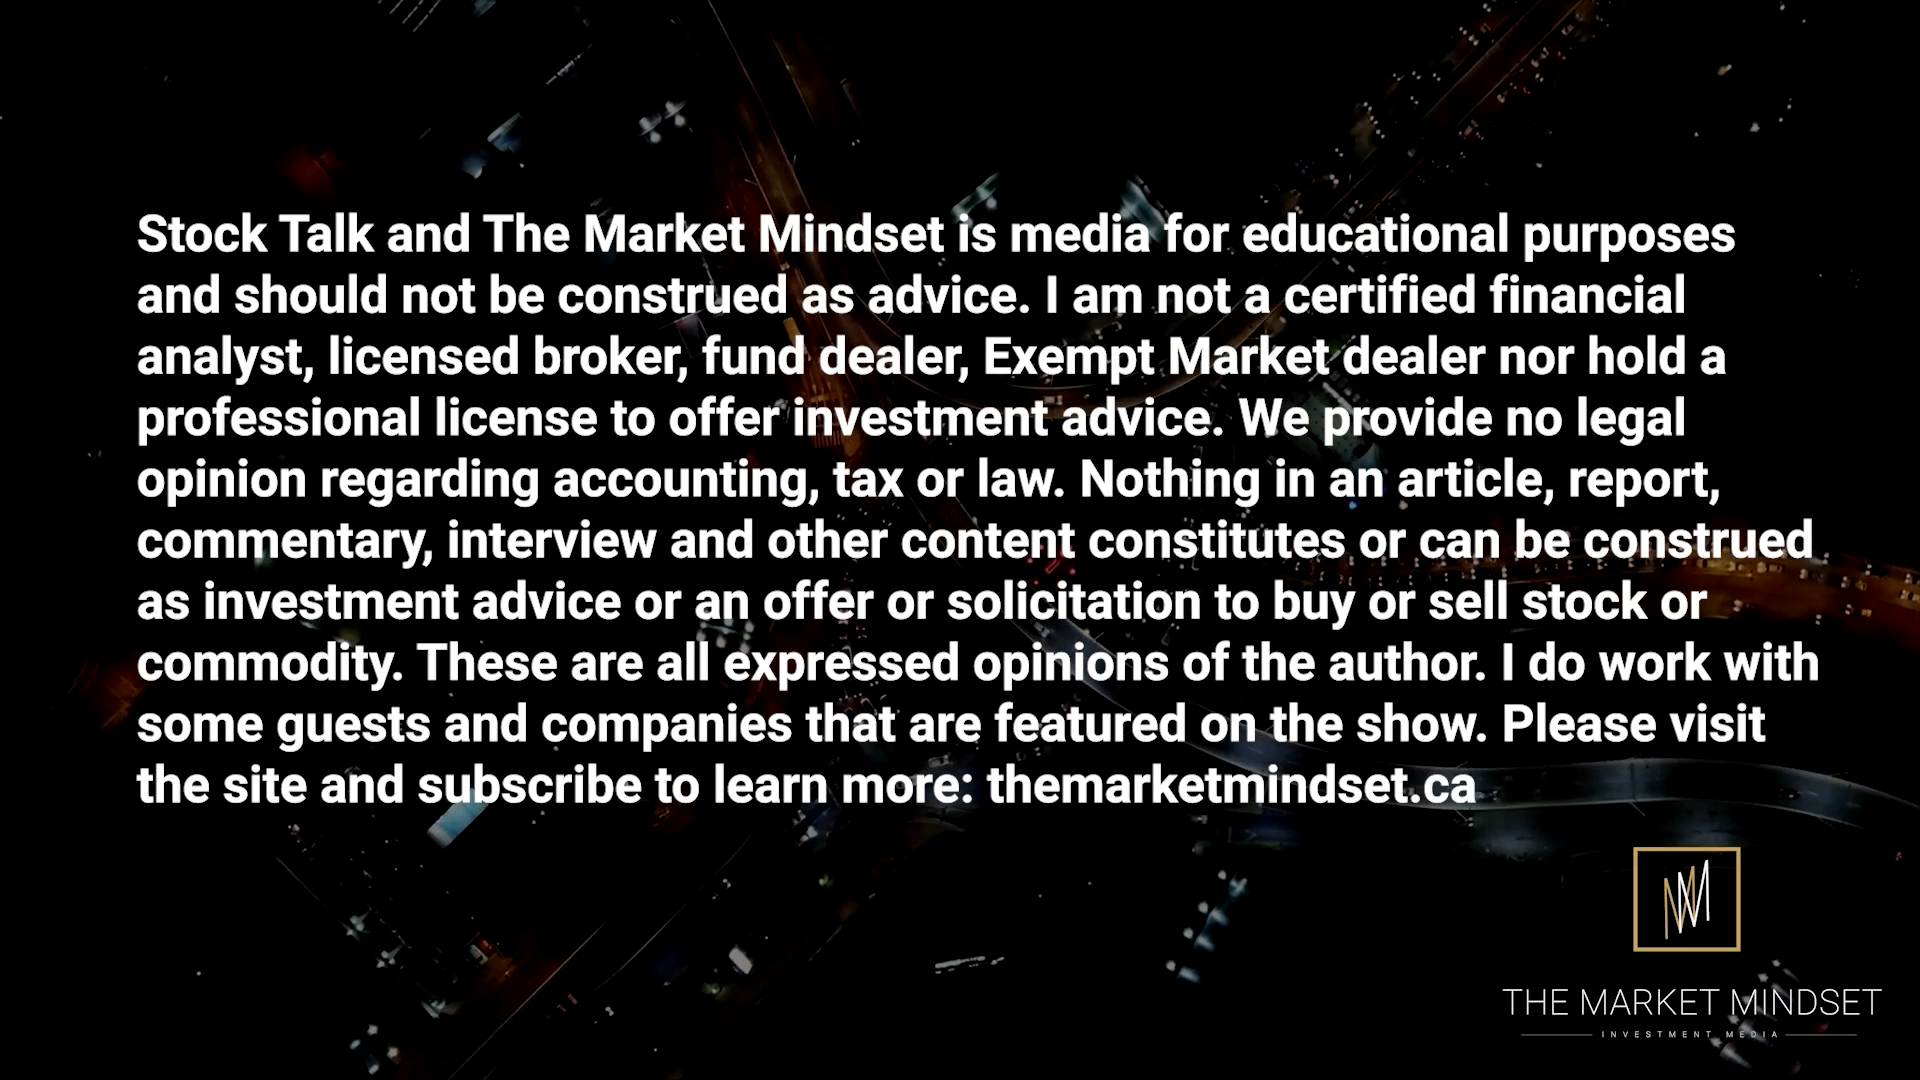 Stock Talk and The Market Mindset is media for educational purposes
and should not be construed as advice. I am not a certified financial
analyst, licensed broker, fund dealer, Exempt Market dealer nor hold a
professional license to offer investment advice. We provide no legal
opinion regarding accounting, tax or law. Nothing in an article, report,
commentary, interview and other content constitutes or can be construed
as investment advice or an offer or solicitation to buy or sell stock or
commodity. These are all expressed opinions of the author. I do work with
some guests and companies that are featured on the show. Please visit
the site and subscribe to learn more: themarketmindset.ca
THE MARKET MINDSET
INVESTMENT MEDIA